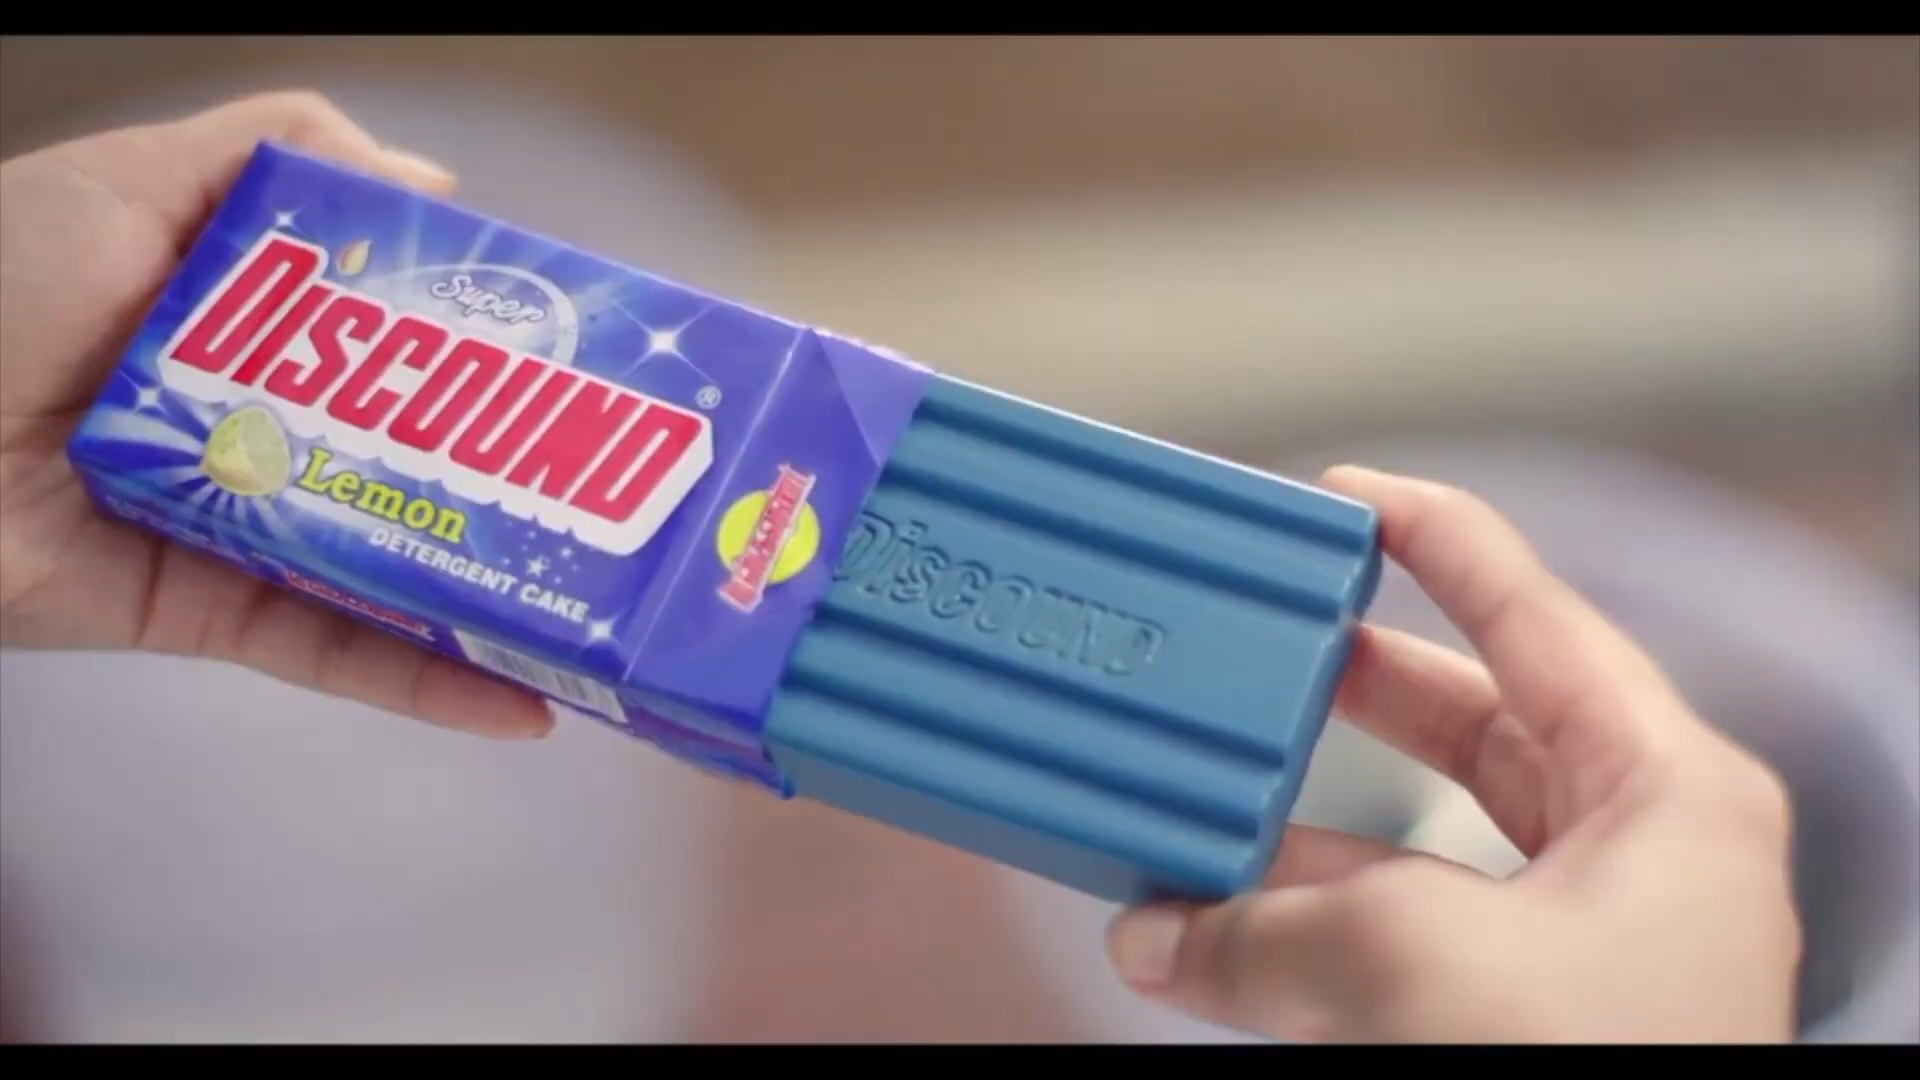 Super
DISCOUND
®
Lemon
DETERGENT CAKE
DISCOUND